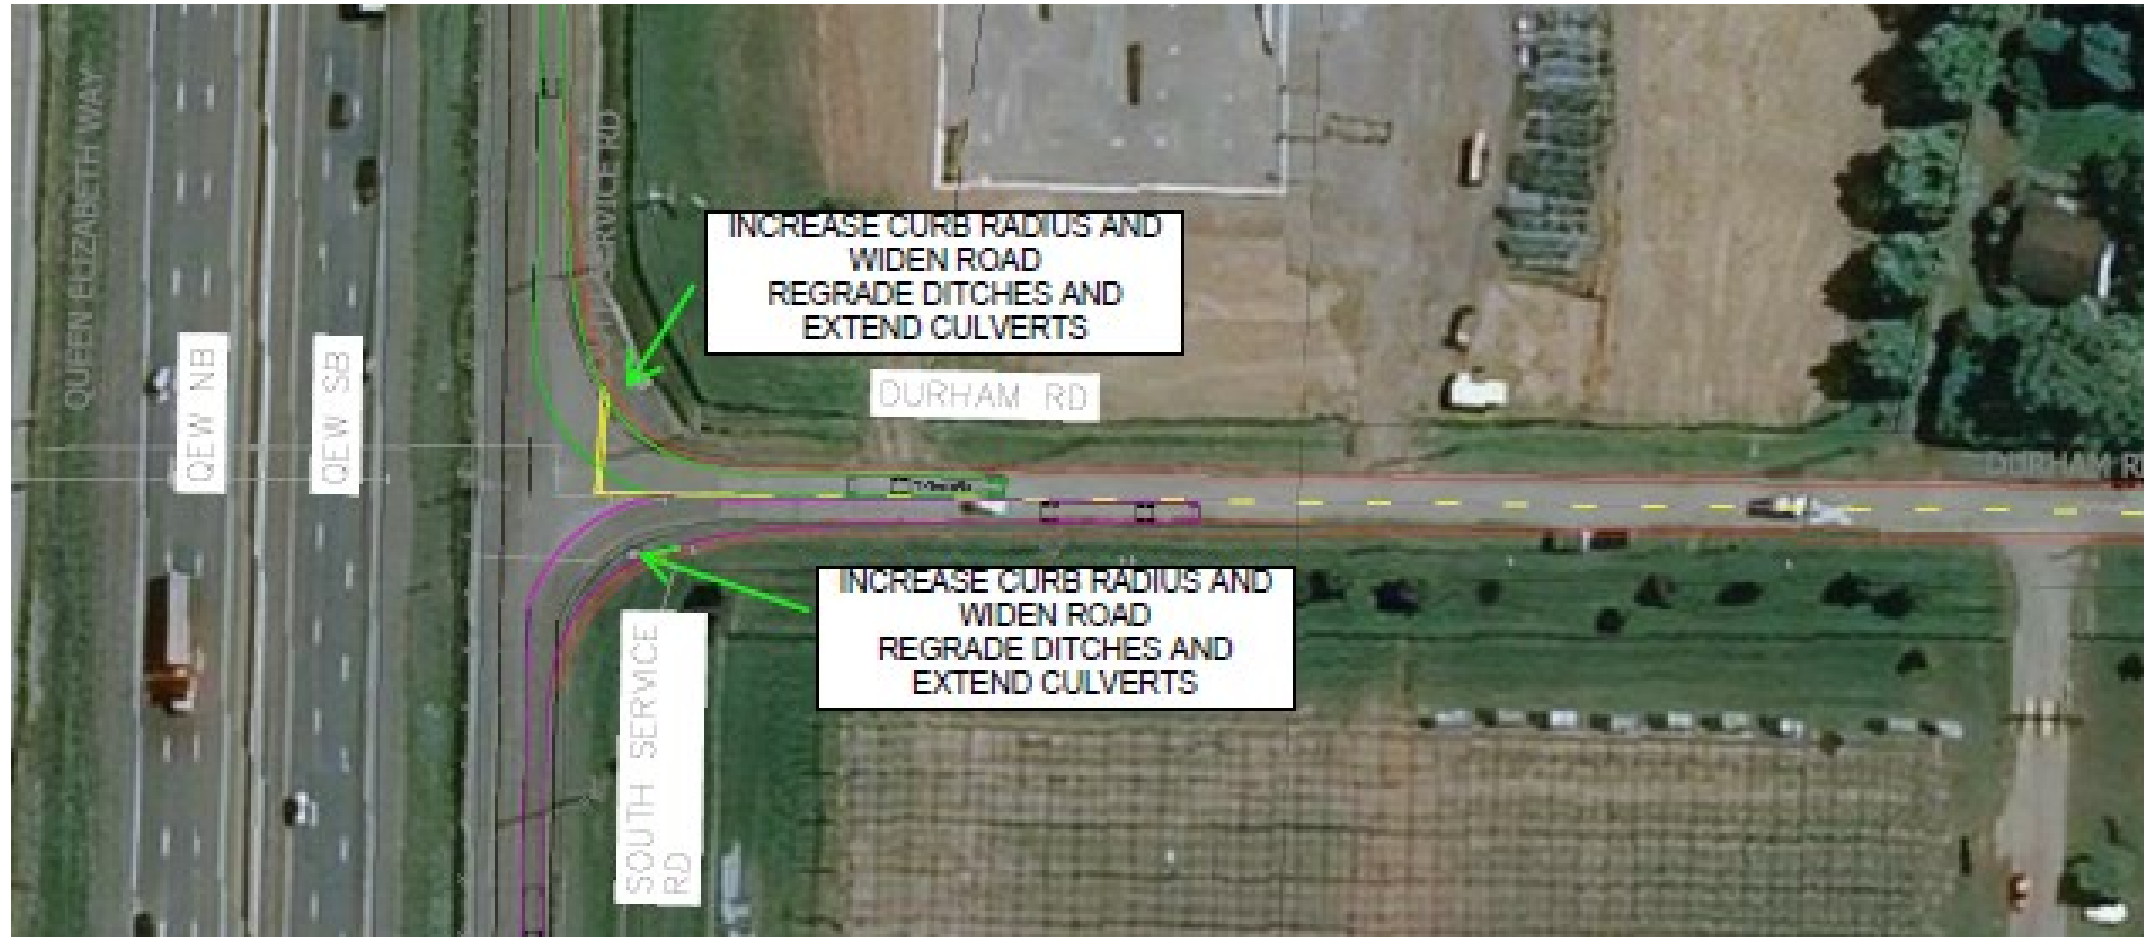 QUEEN ELIZABETH WAY
QEW NB
QEW SB
SERVICE RD
INCREASE CURB RADIUS AND
WIDEN ROAD
REGRADE DITCHES AND
EXTEND CULVERTS
DURHAM RD
DURHAM R
INCREASE CURB RADIUS AND
WIDEN ROAD
REGRADE DITCHES AND
EXTEND CULVERTS
SOUTH SERVICE
RD